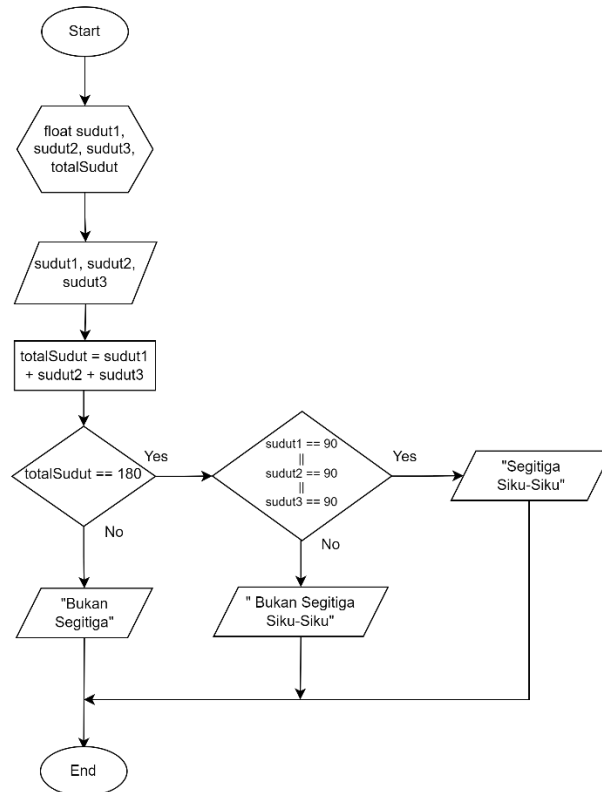 Start
float sudut1,
sudut2, sudut3,
totalSudut
sudut1, sudut2,
sudut3
totalSudut = sudut1
+ sudut2 + sudut3
totalSudut == 180
Yes
No
sudut1 == 90
||
sudut2 == 90
||
sudut3 == 90
Yes
No
"Segitiga
Siku-Siku"
"Bukan
Segitiga"
" Bukan Segitiga
Siku-Siku"
End